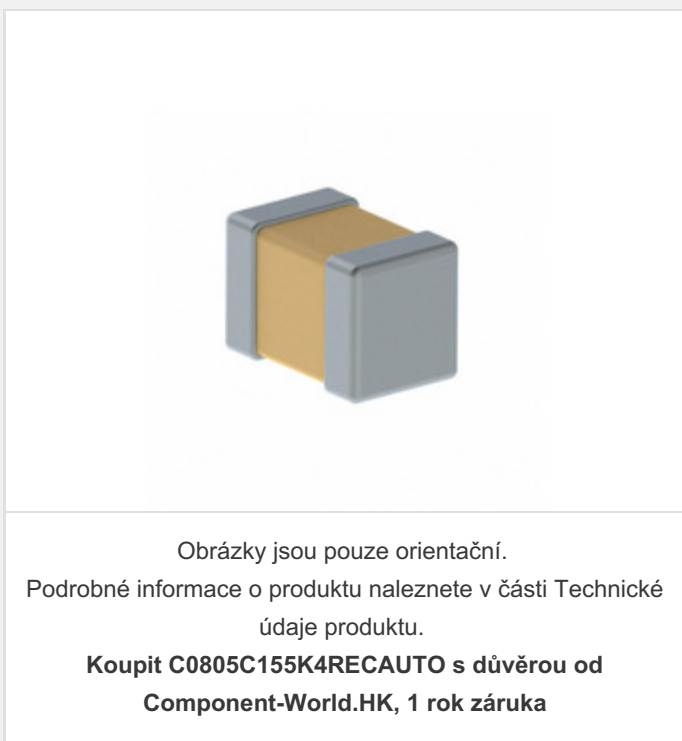 Obrázky jsou pouze orientační.
Podrobné informace o produktu naleznete v části Technické
údaje produktu.
Koupit C0805C155K4RECAUTO s důvěrou od
Component-World.HK, 1 rok záruka